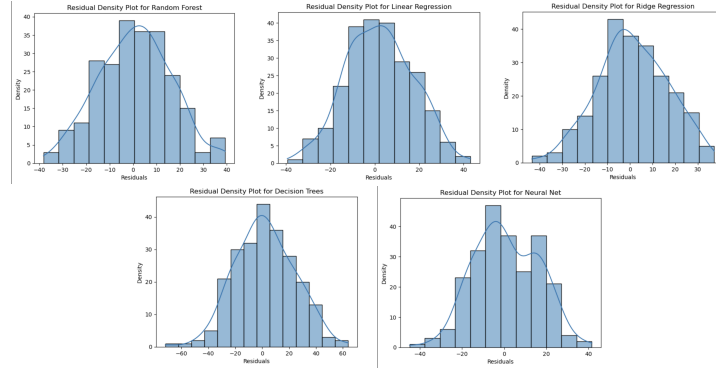 Residual Density Plot for Random Forest
Density
40
35
30
25
20
15
10
5
0
−40 −30 −20 −10 0 10 20 30 40
Residuals
Residual Density Plot for Linear Regression
Density
40
30
20
10
0
−40 −20 0 20 40
Residuals
Residual Density Plot for Ridge Regression
Density
40
30
20
10
0
−40 −30 −20 −10 0 10 20 30
Residuals
Residual Density Plot for Decision Trees
Density
40
30
20
10
0
−60 −40 −20 0 20 40 60
Residuals
Residual Density Plot for Neural Net
Density
40
30
20
10
0
−40 −20 0 20 40
Residuals